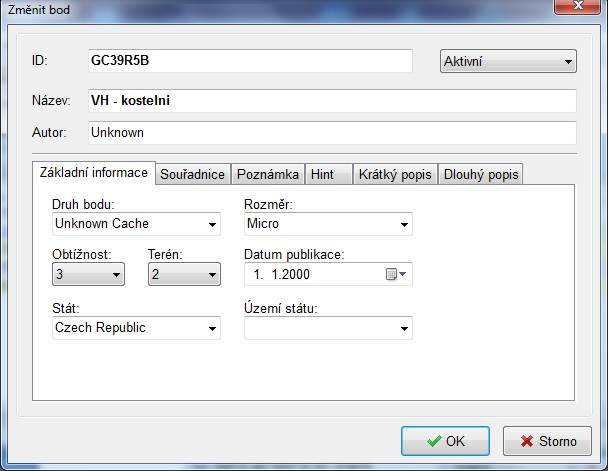 Změnit bod
ID: GC39R5B Aktivní
Název: VH - kostelni
Autor: Unknown
Základní informace Souřadnice Poznámka Hint Krátký popis Dlouhý popis
Druh bodu: Rozměr:
Unknown Cache Micro
Obtížnost: Terén: Datum publikace:
3 2 1. 1.2000
Stát: Území státu:
Czech Republic
OK Storno